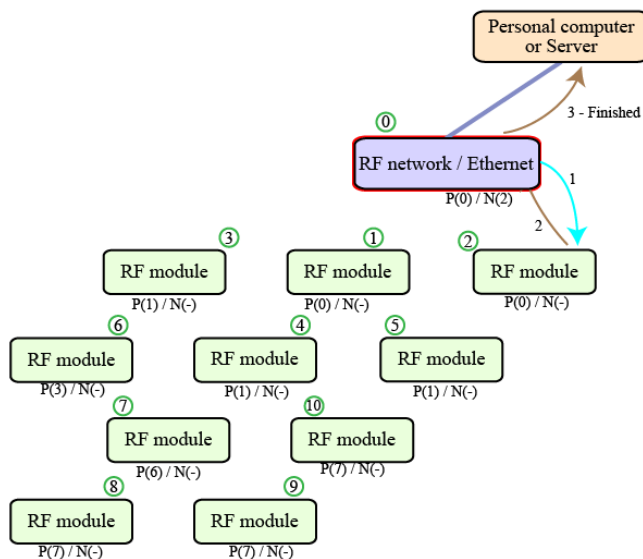 Personal computer
or Server
3 - Finished
0
RF network / Ethernet
P(0) / N(2)
1
2
3
RF module
P(1) / N(-)
1
RF module
P(0) / N(-)
2
RF module
P(0) / N(-)
6
RF module
P(3) / N(-)
4
RF module
P(1) / N(-)
5
RF module
P(1) / N(-)
7
RF module
P(6) / N(-)
10
RF module
P(7) / N(-)
8
RF module
P(7) / N(-)
9
RF module
P(7) / N(-)